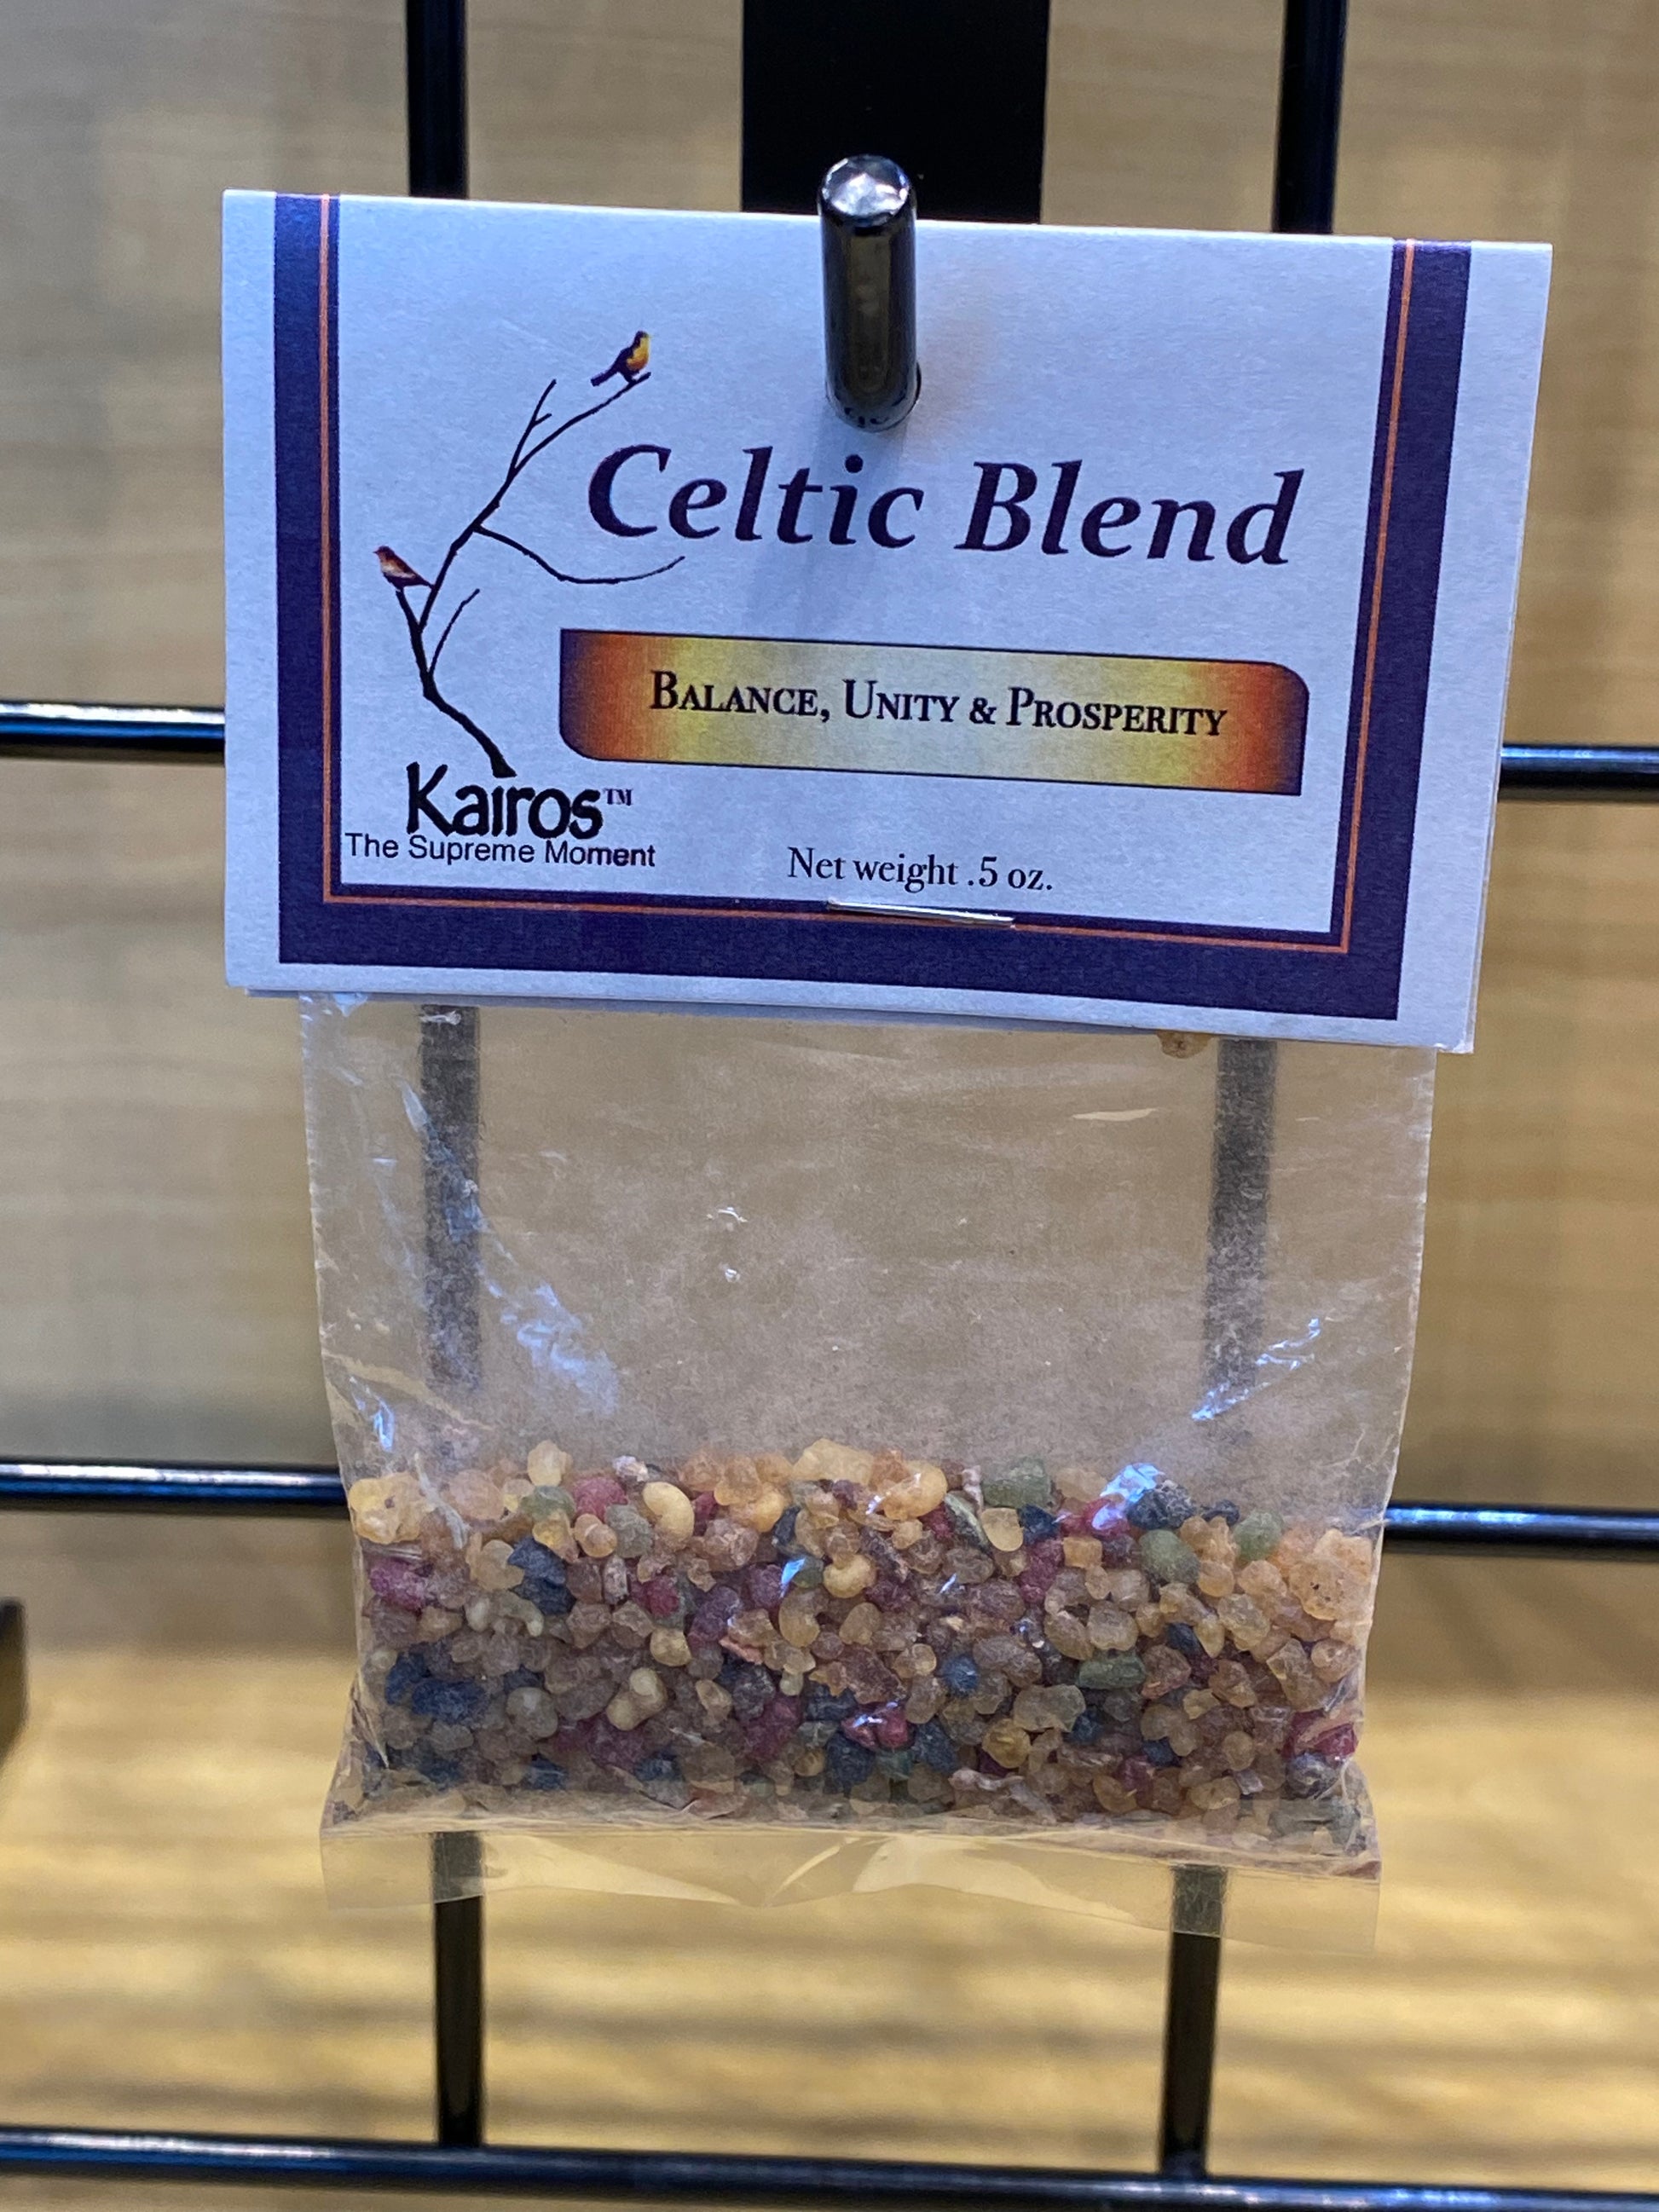 Celtic Blend
Balance, Unity & Prosperity
Kairos™
The Supreme Moment
Net weight .5 oz.